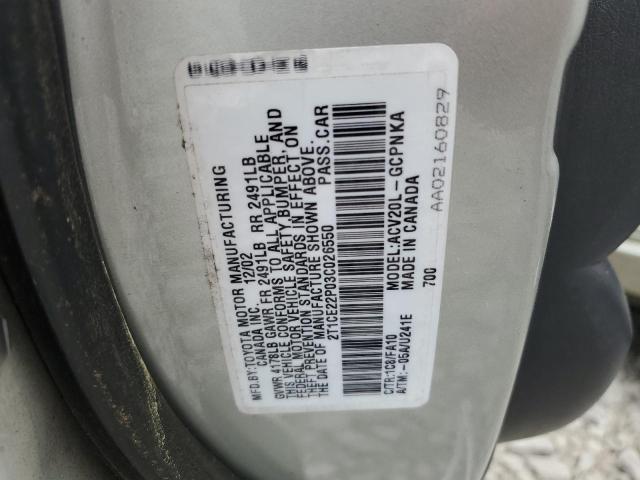 MFD.BY:TOYOTA MOTOR MANUFACTURING
CANADA INC. 12/02
GVWR 4178LB GAWR FR 2491LB RR 2491LB
THIS VEHICLE CONFORMS TO ALL APPLICABLE
FEDERAL MOTOR VEHICLE SAFETY, BUMPER, AND
THEFT PREVENTION STANDARDS IN EFFECT ON
THE DATE OF MANUFACTURE SHOWN ABOVE.
2T1CE22P03C026550 PASS.CAR
C/TR:1C8/FA10 MODEL:ACV20L-GCPNKA
A/TM:-05A/U241E MADE IN CANADA
700
AA02160829